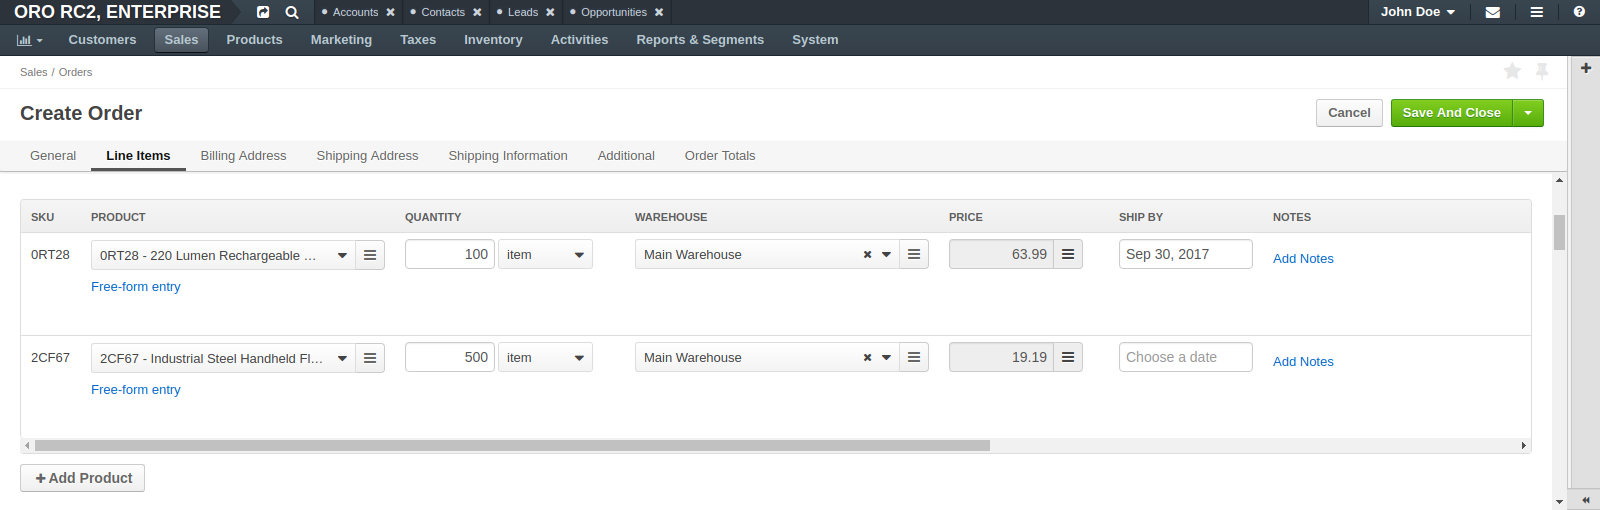 ORO RC2, ENTERPRISE Accounts Contacts Leads Opportunities John Doe
Customers Sales Products Marketing Taxes Inventory Activities Reports & Segments System
Sales / Orders
Create Order Cancel Save And Close
General Line Items Billing Address Shipping Address Shipping Information Additional Order Totals
SKU PRODUCT QUANTITY WAREHOUSE PRICE SHIP BY NOTES
0RT28 0RT28 - 220 Lumen Rechargeable ... 100 item Main Warehouse 63.99 Sep 30, 2017 Add Notes
Free-form entry
2CF67 2CF67 - Industrial Steel Handheld Fl... 500 item Main Warehouse 19.19 Choose a date Add Notes
Free-form entry
Add Product